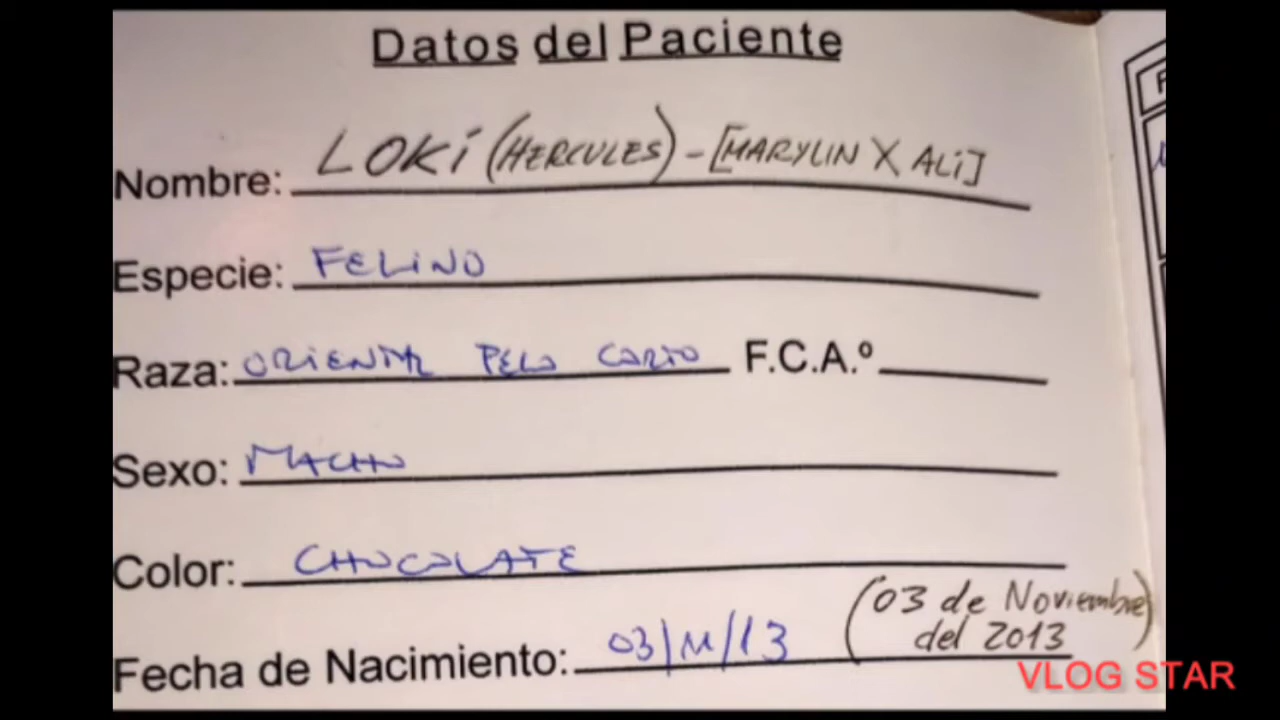 Datos del Paciente
Nombre: LOKi (HERCULES) - [MARYLIN X ALi]
Especie: FELiNO
Raza: ORiENTAL PELO CORTO F.C.A.º
Sexo: MACHO
Color: CHOCOLATE
Fecha de Nacimiento: 03/11/13 (03 de Noviembre del 2013)
VLOG STAR